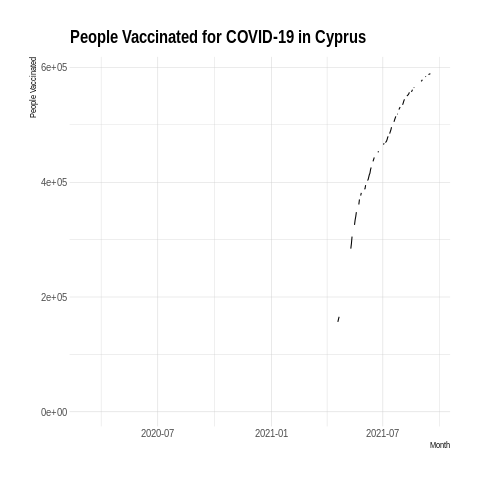 People Vaccinated for COVID-19 in Cyprus
People Vaccinated
6e+05
4e+05
2e+05
0e+00
2020-07
2021-01
2021-07
Month